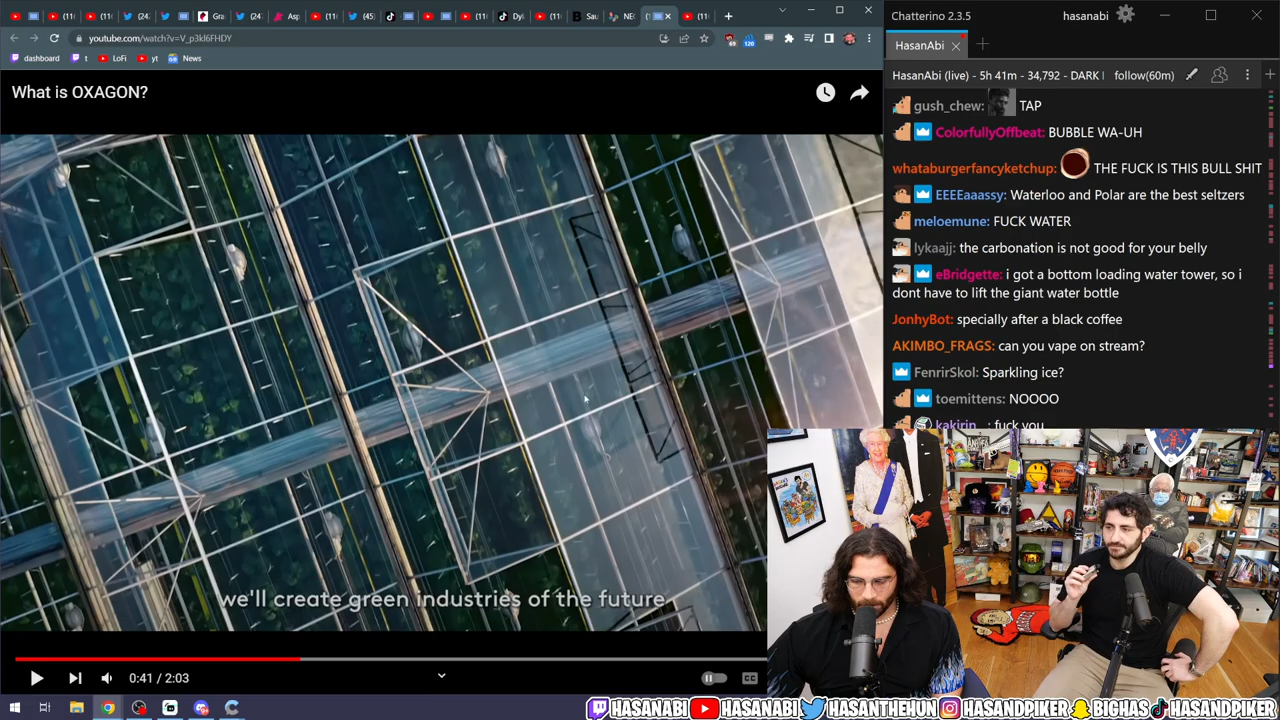 youtube.com/watch?v=V_p3kI6FHDY
dashboard
t
LoFi
yt
News
What is OXAGON?
we'll create green industries of the future
0:41 / 2:03
CC
Chatterino 2.3.5
hasanabi
HasanAbi
HasanAbi (live) - 5h 41m - 34,792 - DARK
follow(60m)
gush_chew: TAP
ColorfullyOffbeat: BUBBLE WA-UH
whataburgerfancyketchup: THE FUCK IS THIS BULL SHIT
EEEEaaassy: Waterloo and Polar are the best seltzers
meloemune: FUCK WATER
lykaajj: the carbonation is not good for your belly
eBridgette: i got a bottom loading water tower, so i
dont have to lift the giant water bottle
JonhyBot: specially after a black coffee
AKIMBO_FRAGS: can you vape on stream?
FenrirSkol: Sparkling ice?
toemittens: NOOOO
kakirin_: fuck you
HASANABI
HASANABI
HASANTHEHUN
HASANDPIKER
BIGHAS
HASANDPIKER